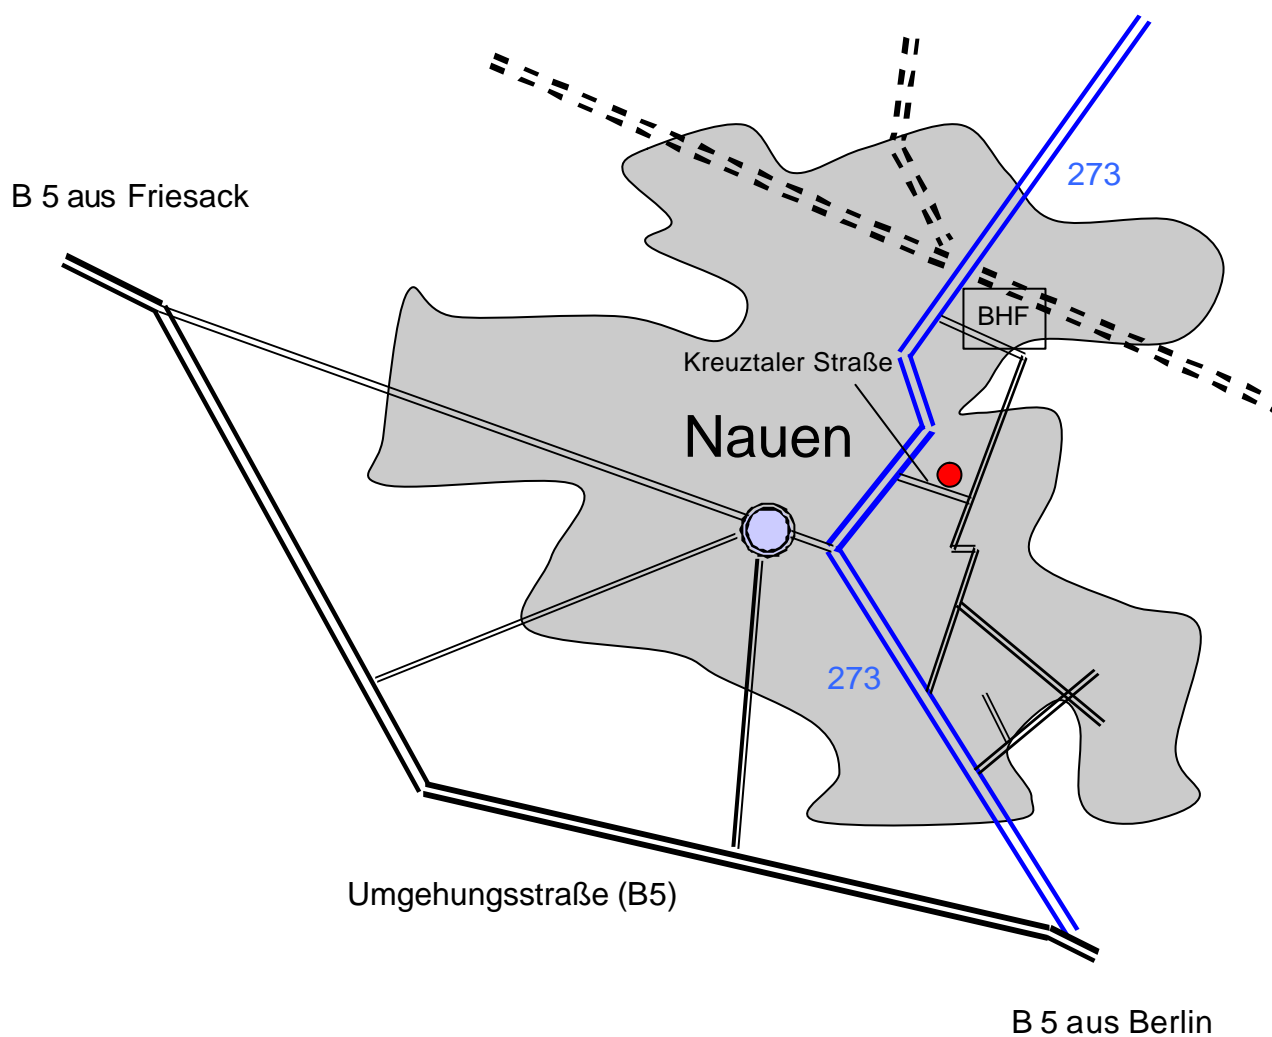 273
B 5 aus Friesack
BHF
Kreuztaler Straße
Nauen
273
Umgehungsstraße (B5)
B 5 aus Berlin